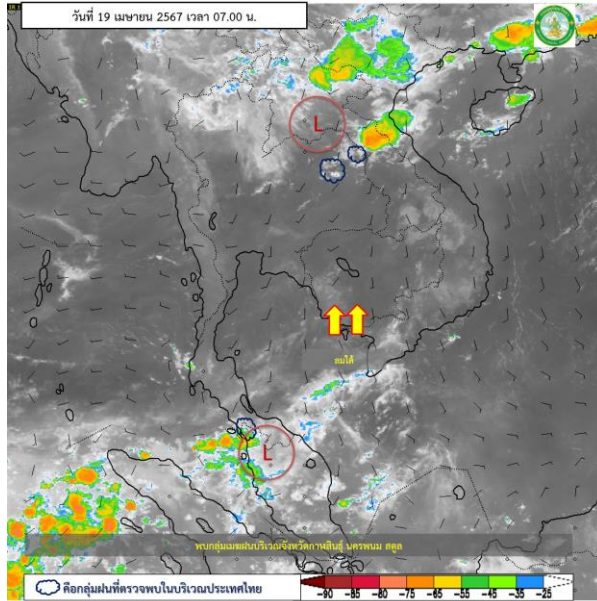 วันที่ 19 เมษายน 2567 เวลา 07.00 น.
L
ลมใต้
L
พบกลุ่มเมฆฝนบริเวณจังหวัดกาฬสินธุ์ นครพนม สตูล
คือกลุ่มฝนที่ตรวจพบในบริเวณประเทศไทย
-90 -85 -80 -75 -65 -55 -45 -35 -25